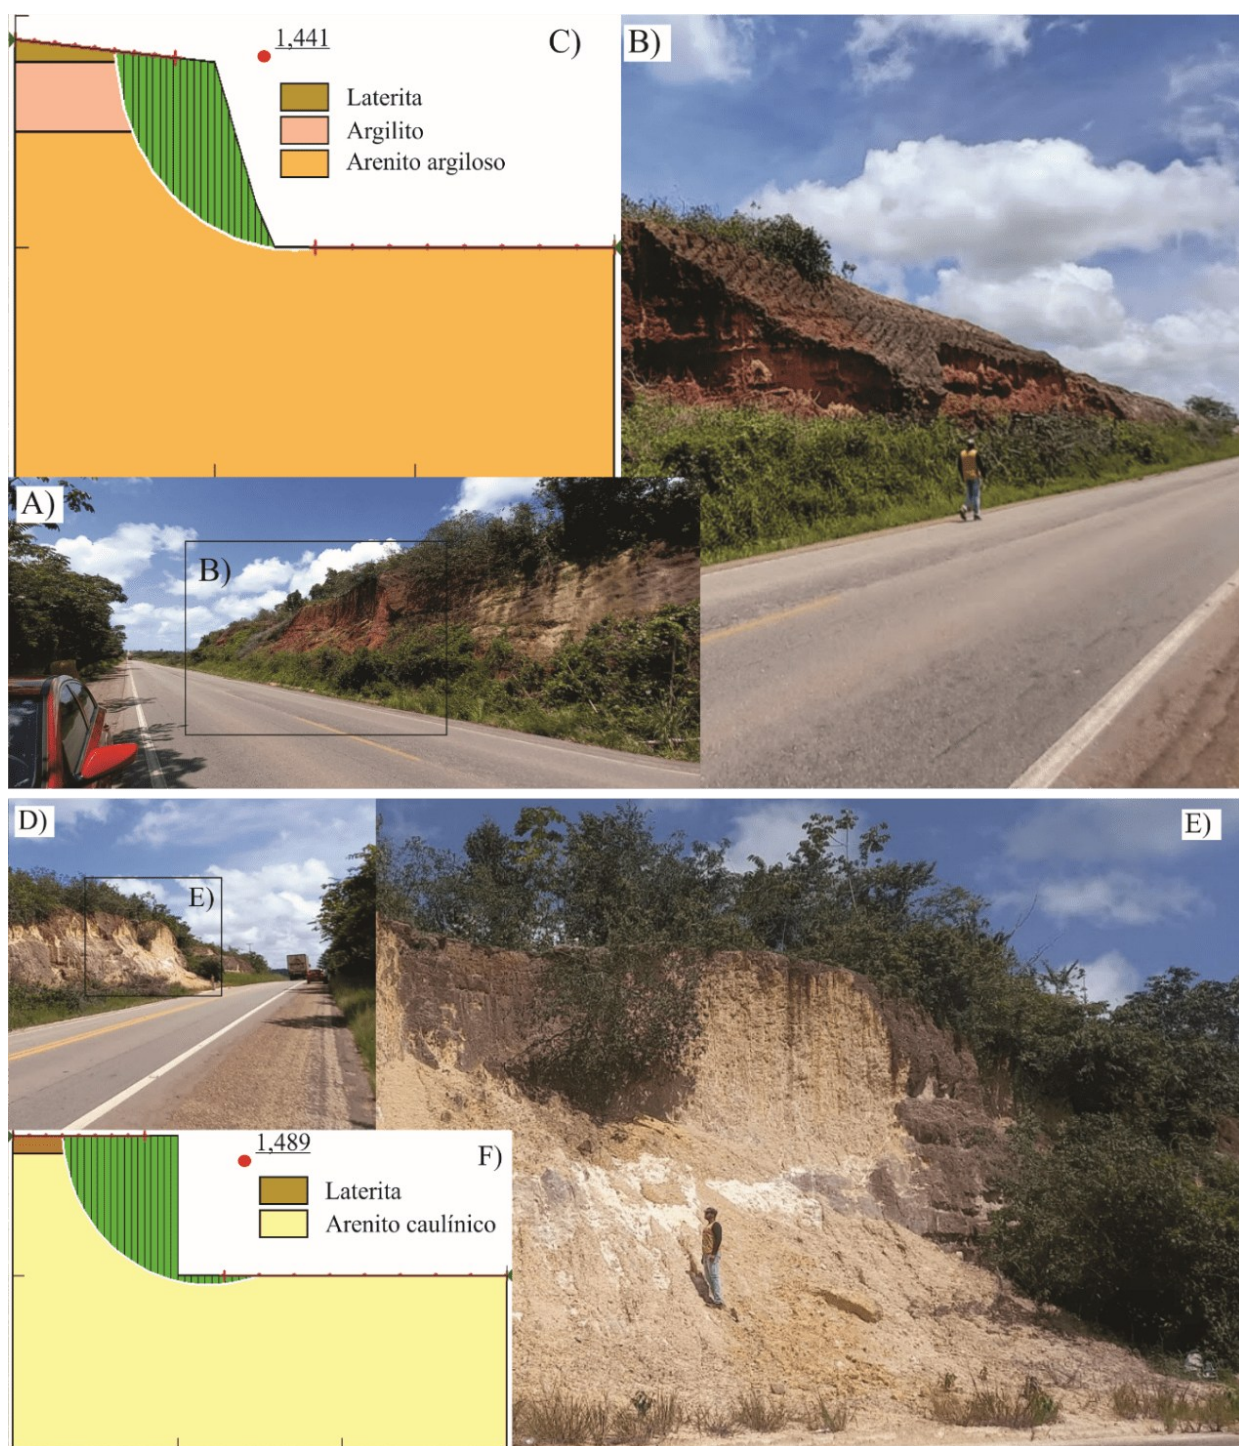 1,441
C)
Laterita
Argilito
Arenito argiloso
B)
A)
B)
D)
E)
E)
1,489
F)
Laterita
Arenito caulínico